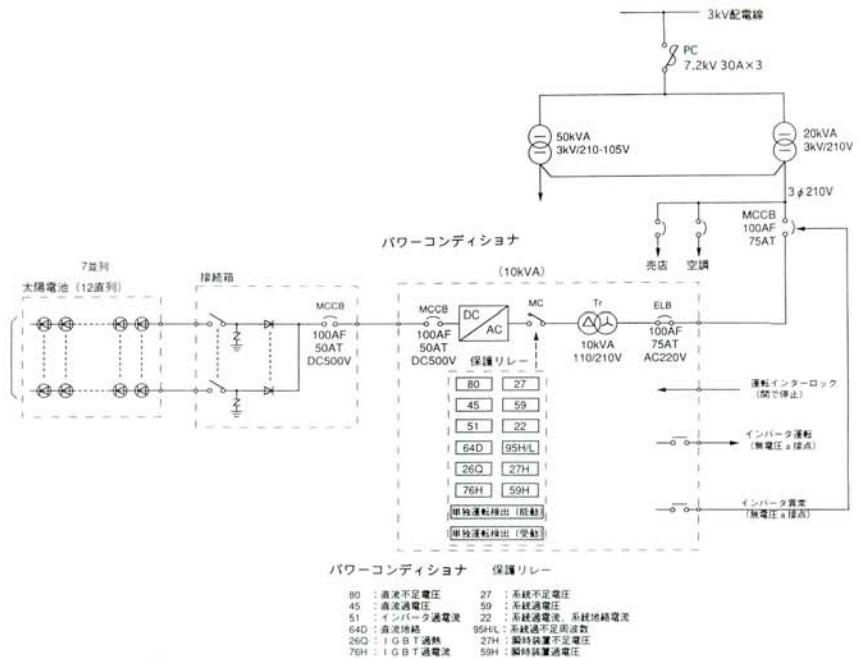 3kV配電線
PC
7.2kV 30A×3
50kVA
3kV/210-105V
20kVA
3kV/210V
3φ210V
MCCB
100AF
75AT
売店
空調
パワーコンディショナ
(10kVA)
7並列
太陽電池 (12直列)
接続箱
MCCB
100AF
50AT
DC500V
MCCB
100AF
50AT
DC500V
DC
AC
MC
Tr
10kVA
110/210V
ELB
100AF
75AT
AC220V
保護リレー
80 27
45 59
51 22
64D 95H/L
26Q 27H
76H 59H
単独運転検出 (能動)
単独運転検出 (受動)
運転インターロック
(閉で停止)
インバータ運転
(無電圧a接点)
インバータ異常
(無電圧a接点)
パワーコンディショナ 保護リレー
80 : 直流不足電圧 27 : 系統不足電圧
45 : 直流過電圧 59 : 系統過電圧
51 : インバータ過電流 22 : 系統過電流、系統地絡電流
64D : 直流地絡 95H/L : 系統過不足周波数
26Q : IGBT過熱 27H : 瞬時装置不足電圧
76H : IGBT過電流 59H : 瞬時装置過電圧